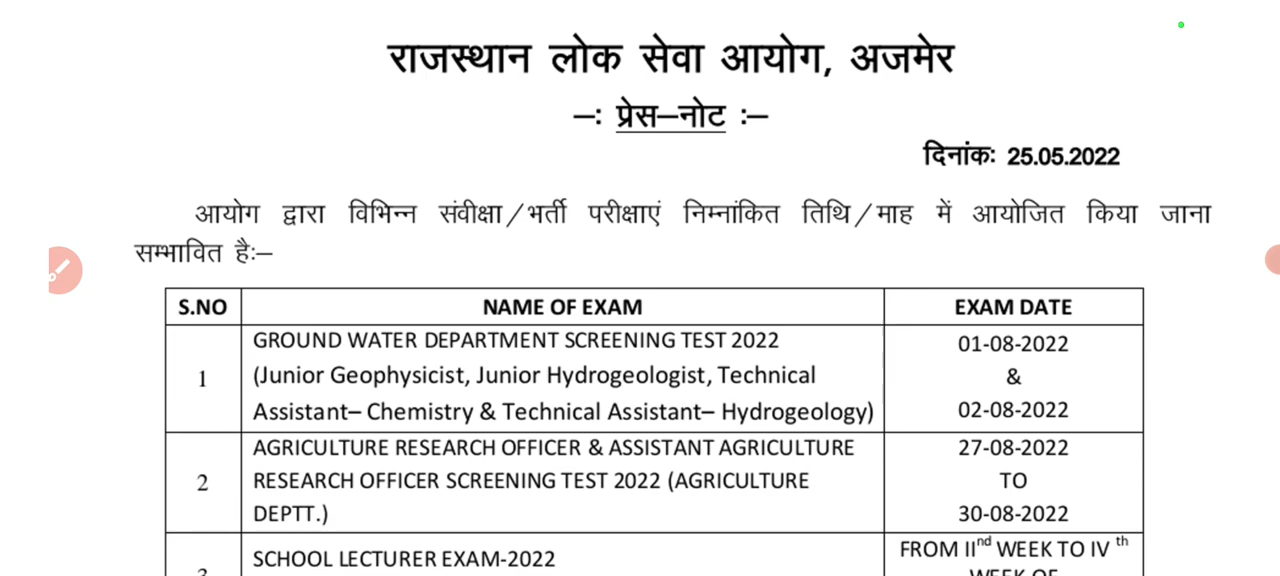 राजस्थान लोक सेवा आयोग, अजमेर
–: प्रेस–नोट :–
दिनांक: 25.05.2022
आयोग द्वारा विभिन्न संवीक्षा/भर्ती परीक्षाएं निम्नांकित तिथि/माह में आयोजित किया जाना
सम्भावित है:–
S.NO NAME OF EXAM EXAM DATE
GROUND WATER DEPARTMENT SCREENING TEST 2022 01-08-2022
1 (Junior Geophysicist, Junior Hydrogeologist, Technical &
Assistant– Chemistry & Technical Assistant– Hydrogeology) 02-08-2022
AGRICULTURE RESEARCH OFFICER & ASSISTANT AGRICULTURE 27-08-2022
2 RESEARCH OFFICER SCREENING TEST 2022 (AGRICULTURE TO
DEPTT.) 30-08-2022
3 SCHOOL LECTURER EXAM-2022 FROM IInd WEEK TO IV th
WEEK OF